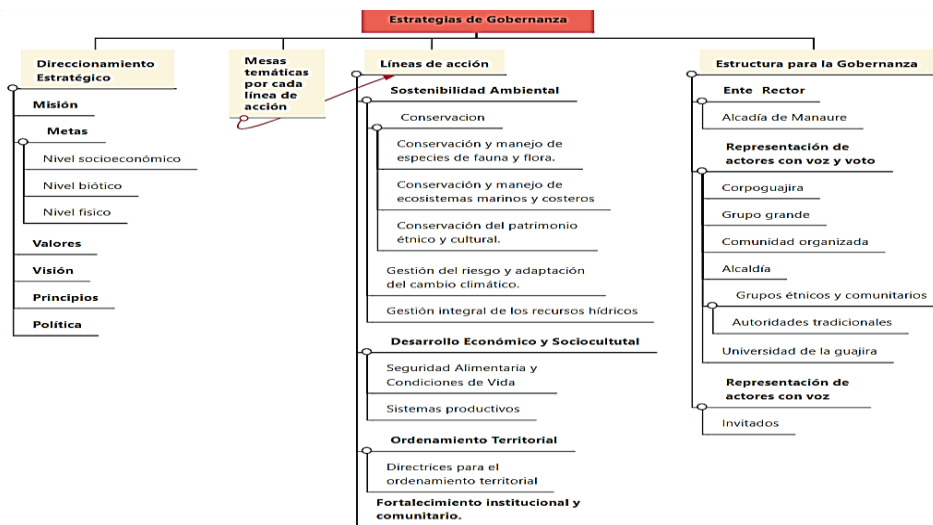 Estrategias de Gobernanza
Direccionamiento
Estratégico
Misión
Metas
Nivel socioeconómico
Nivel biótico
Nivel fisico
Valores
Visión
Principios
Política
Mesas
temáticas
por cada
línea de
acción
Líneas de acción
Sostenibilidad Ambiental
Conservacion
Conservación y manejo de
especies de fauna y flora.
Conservación y manejo de
ecosistemas marinos y costeros
Conservación del patrimonio
étnico y cultural.
Gestión del riesgo y adaptación
del cambio climático.
Gestión integral de los recursos hídricos
Desarrollo Económico y Sociocultutal
Seguridad Alimentaria y
Condiciones de Vida
Sistemas productivos
Ordenamiento Territorial
Directrices para el
ordenamiento territorial
Fortalecimiento institucional y
comunitario.
Estructura para la Gobernanza
Ente Rector
Alcadía de Manaure
Representación de
actores con voz y voto
Corpoguajira
Grupo grande
Comunidad organizada
Alcaldía
Grupos étnicos y comunitarios
Autoridades tradicionales
Universidad de la guajira
Representación de
actores con voz
Invitados